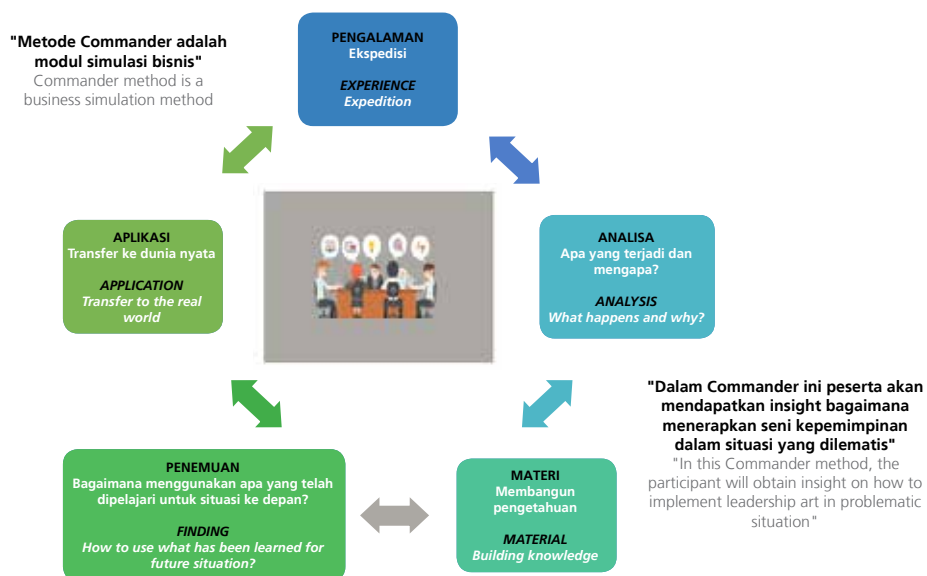 "Metode Commander adalah
modul simulasi bisnis"
Commander method is a
business simulation method
PENGALAMAN
Ekspedisi
EXPERIENCE
Expedition
APLIKASI
Transfer ke dunia nyata
APPLICATION
Transfer to the real
world
ANALISA
Apa yang terjadi dan
mengapa?
ANALYSIS
What happens and why?
PENEMUAN
Bagaimana menggunakan apa yang telah
dipelajari untuk situasi ke depan?
FINDING
How to use what has been learned for
future situation?
MATERI
Membangun
pengetahuan
MATERIAL
Building knowledge
"Dalam Commander ini peserta akan
mendapatkan insight bagaimana
menerapkan seni kepemimpinan
dalam situasi yang dilematis"
"In this Commander method, the
participant will obtain insight on how to
implement leadership art in problematic
situation"